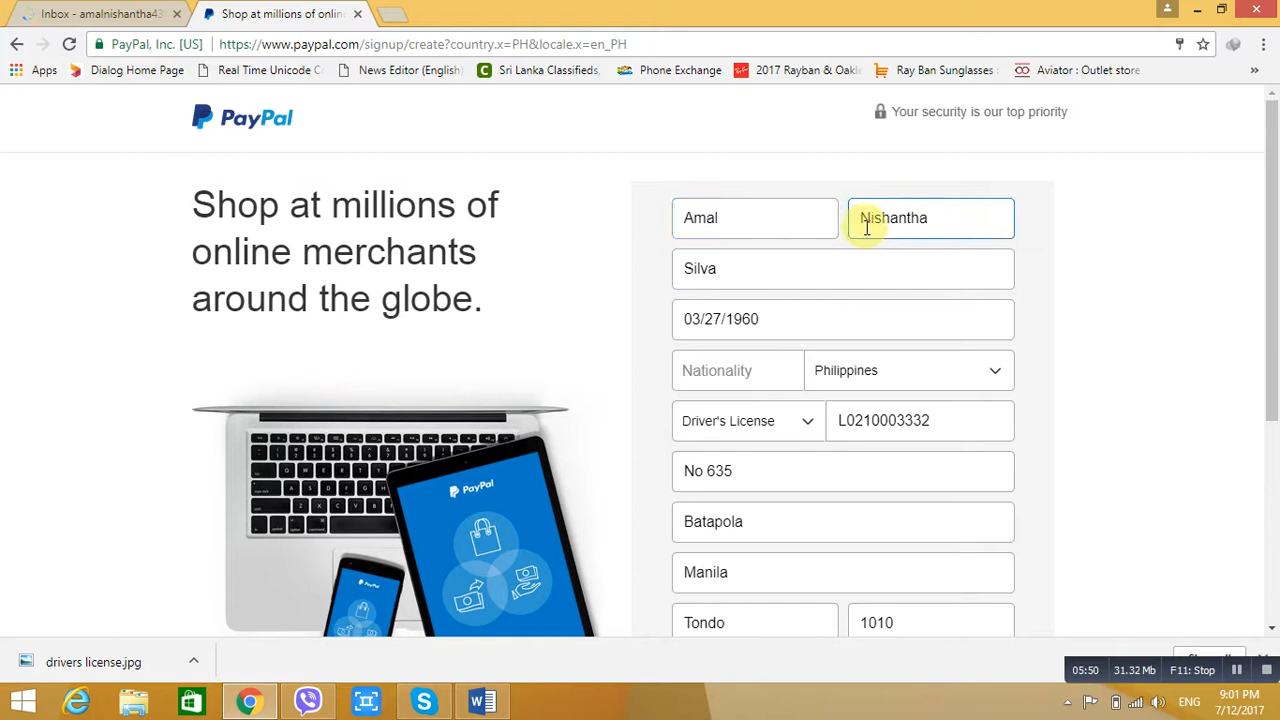 Inbox - amalnishantha43
Shop at millions of onlin
PayPal, Inc. [US]
https://www.paypal.com/signup/create?country.x=PH&locale.x=en_PH
Apps
Dialog Home Page
Real Time Unicode C
News Editor (English)
Sri Lanka Classifieds,
Phone Exchange
2017 Rayban & Oakl
Ray Ban Sunglasses
Aviator : Outlet store
»
PayPal
Your security is our top priority
Shop at millions of
online merchants
around the globe.
Amal
Nishantha
Silva
03/27/1960
Nationality
Philippines
Driver's License
L0210003332
No 635
Batapola
Manila
Tondo
1010
PayPal
drivers license.jpg
05:50
31.32 Mb
F11: Stop
ENG
9:01 PM
7/12/2017